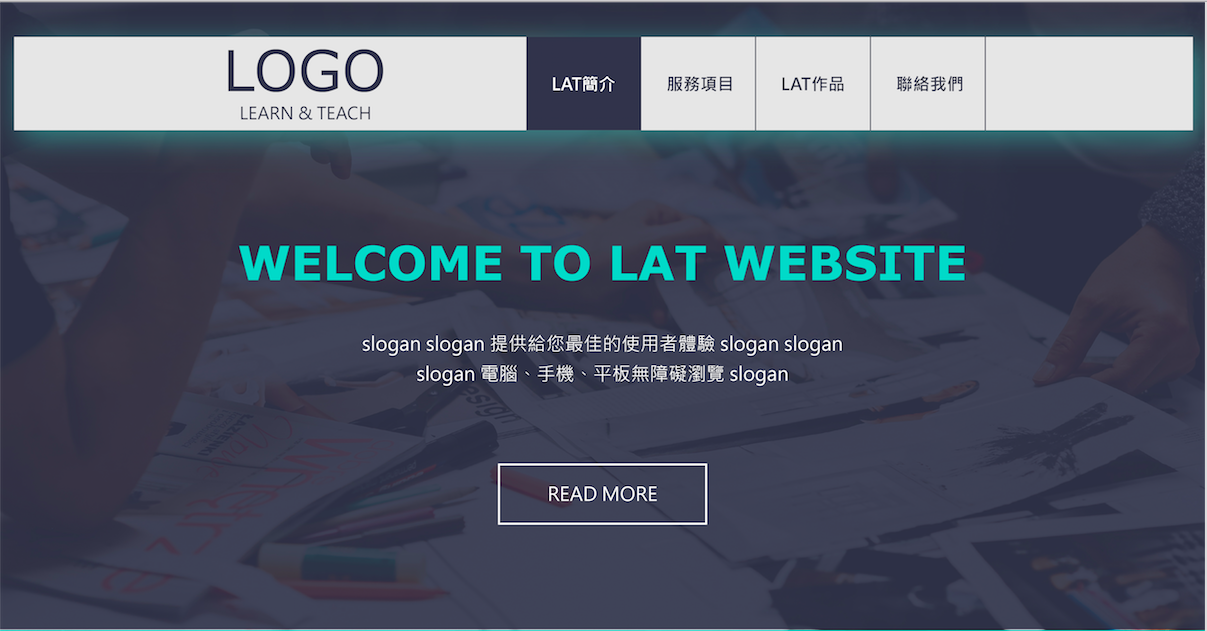 LOGO
LEARN & TEACH
LAT簡介
服務項目
LAT作品
聯絡我們
WELCOME TO LAT WEBSITE
slogan slogan 提供給您最佳的使用者體驗 slogan slogan
slogan 電腦、手機、平板無障礙瀏覽 slogan
READ MORE